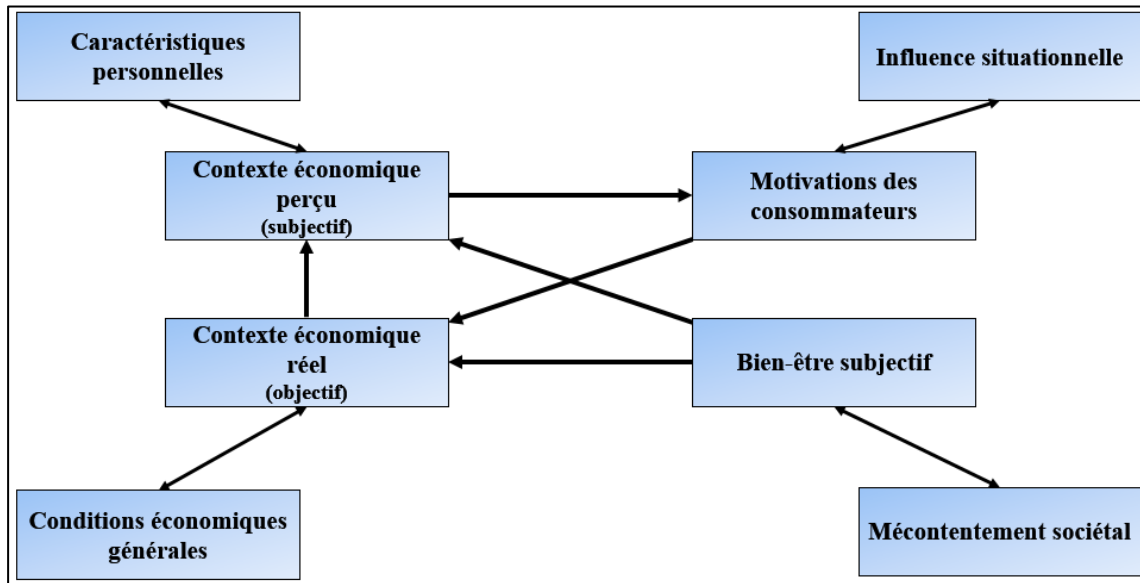 Caractéristiques
personnelles
Influence situationnelle
Contexte économique
perçu
(subjectif)
Motivations des
consommateurs
Contexte économique
réel
(objectif)
Bien-être subjectif
Conditions économiques
générales
Mécontentement sociétal